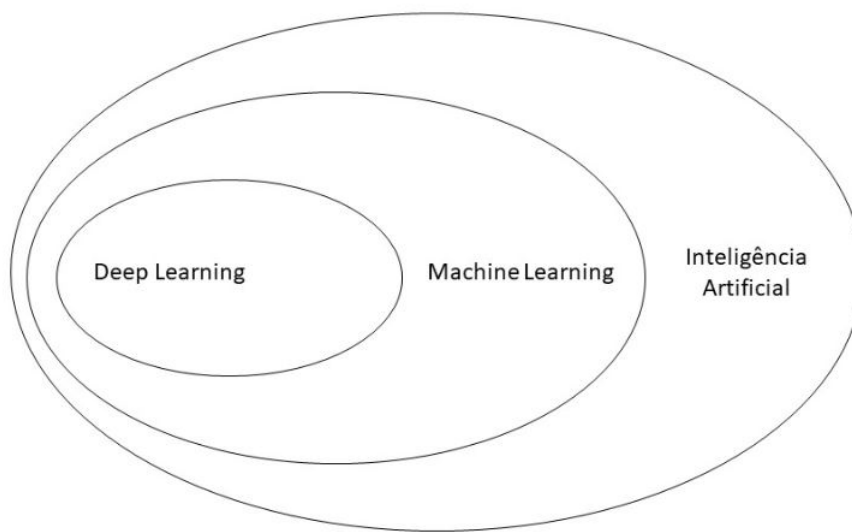 Deep Learning
Machine Learning
Inteligência
Artificial